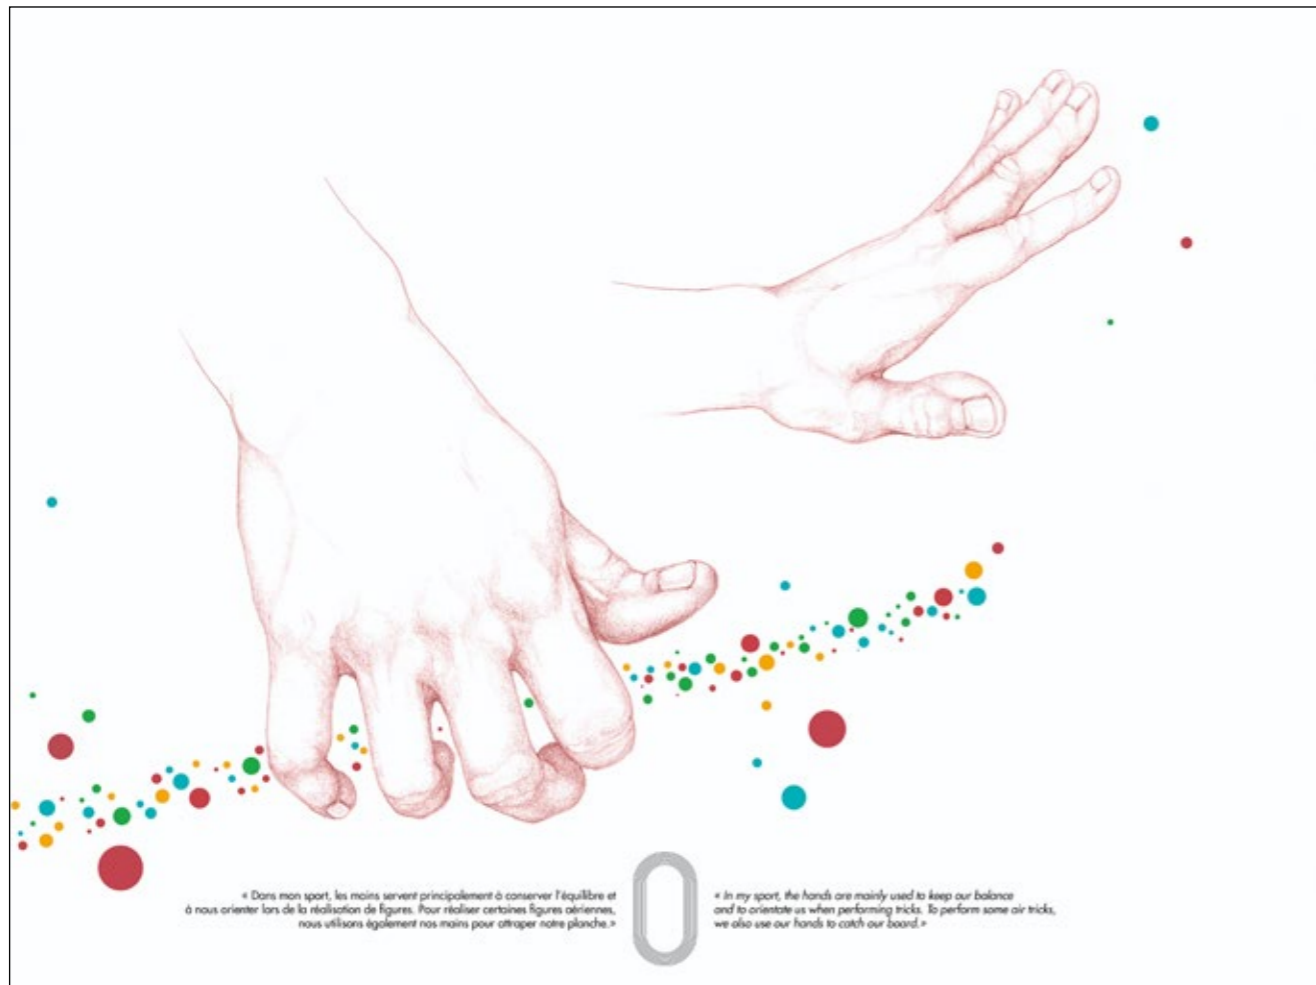 « Dans mon sport, les mains servent principalement à conserver l'équilibre et
à nous orienter lors de la réalisation de figures. Pour réaliser certaines figures aériennes,
nous utilisons également nos mains pour attraper notre planche.»
« In my sport, the hands are mainly used to keep our balance
and to orientate us when performing tricks. To perform some air tricks,
we also use our hands to catch our board.»